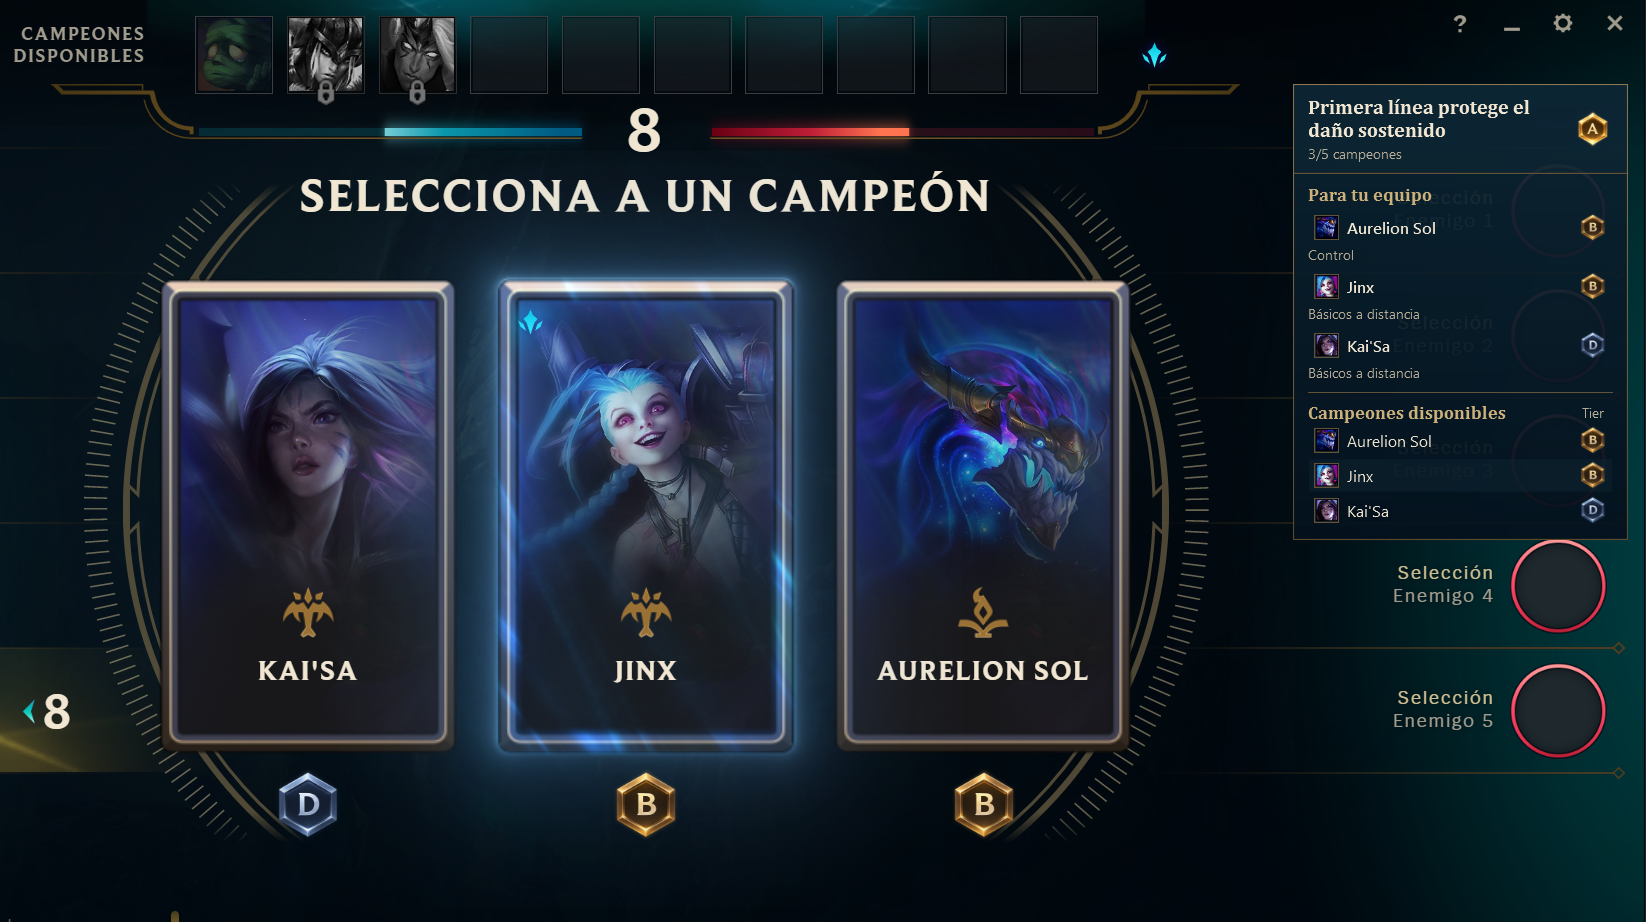 CAMPEONES
DISPONIBLES
8
SELECCIONA A UN CAMPEÓN
KAI'SA
JINX
AURELION SOL
D
B
B
8
Primera línea protege el
daño sostenido
A
3/5 campeones
Para tu equipo
Aurelion Sol B
Control
Jinx B
Básicos a distancia
Kai'Sa D
Básicos a distancia
Campeones disponibles Tier
Aurelion Sol B
Jinx B
Kai'Sa D
Selección
Enemigo 4
Selección
Enemigo 5